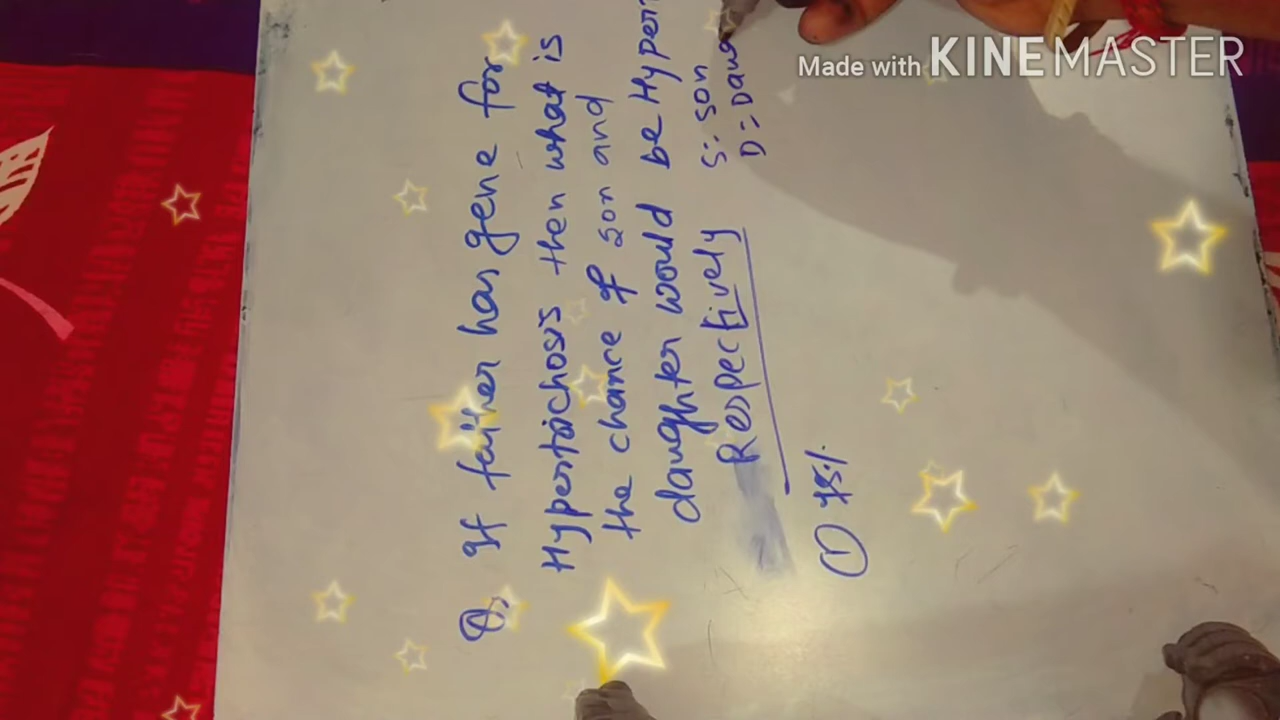 Q, If father has gene for
Hypertrichosis then what is
the chance of son and
daughter would be Hyper
Respectively
S:- Son
D:- Daug
① 75%
Made with KINEMASTER